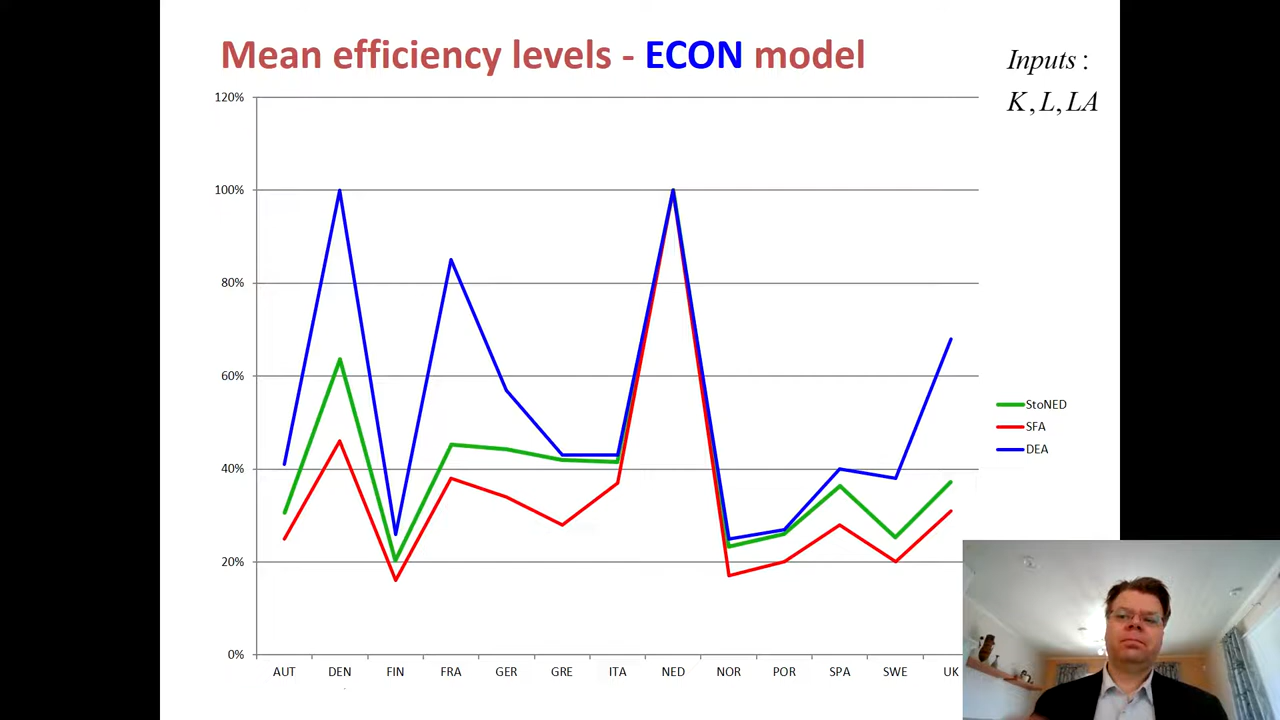 Mean efficiency levels - ECON model
Inputs :
K , L , LA
120%
100%
80%
60%
40%
20%
0%
StoNED
SFA
DEA
AUT DEN FIN FRA GER GRE ITA NED NOR POR SPA SWE UK